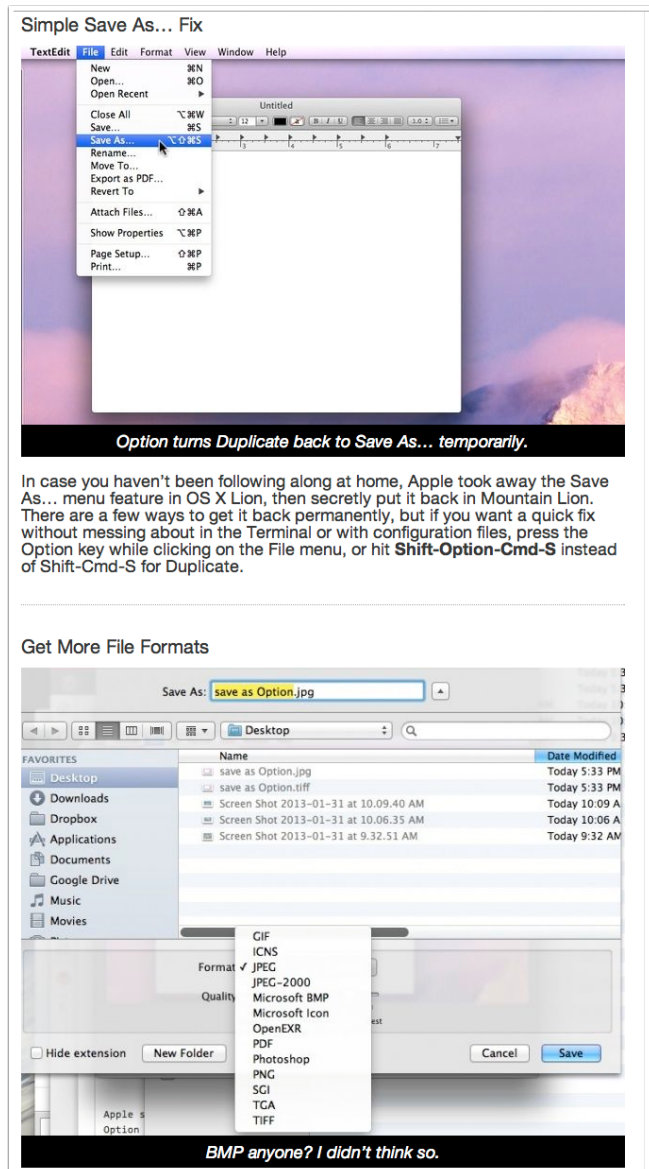 Simple Save As… Fix
TextEdit File Edit Format View Window Help
New ⌘N
Open... ⌘O
Open Recent ▶
Close All ⌥⌘W
Save... ⌘S
Save As... ⌥⇧⌘S
Rename...
Move To...
Export as PDF...
Revert To ▶
Attach Files... ⇧⌘A
Show Properties ⌥⌘P
Page Setup... ⇧⌘P
Print... ⌘P
Untitled
12 B I U 1.0
3 4 5 6 7
Option turns Duplicate back to Save As… temporarily.
In case you haven’t been following along at home, Apple took away the Save
As… menu feature in OS X Lion, then secretly put it back in Mountain Lion.
There are a few ways to get it back permanently, but if you want a quick fix
without messing about in the Terminal or with configuration files, press the
Option key while clicking on the File menu, or hit Shift-Option-Cmd-S instead
of Shift-Cmd-S for Duplicate.
Get More File Formats
Save As: save as Option.jpg
Desktop
FAVORITES
Desktop
Downloads
Dropbox
Applications
Documents
Google Drive
Music
Movies
Name Date Modified
save as Option.jpg Today 5:33 PM
save as Option.tiff Today 5:33 PM
Screen Shot 2013-01-31 at 10.09.40 AM Today 10:09 A
Screen Shot 2013-01-31 at 10.06.35 AM Today 10:06 A
Screen Shot 2013-01-31 at 9.32.51 AM Today 9:32 AM
Format
Quality
GIF
ICNS
✓ JPEG
JPEG-2000
Microsoft BMP
Microsoft Icon
OpenEXR
PDF
Photoshop
PNG
SGI
TGA
TIFF
est
Hide extension New Folder Cancel Save
Apple s
Option
BMP anyone? I didn’t think so.